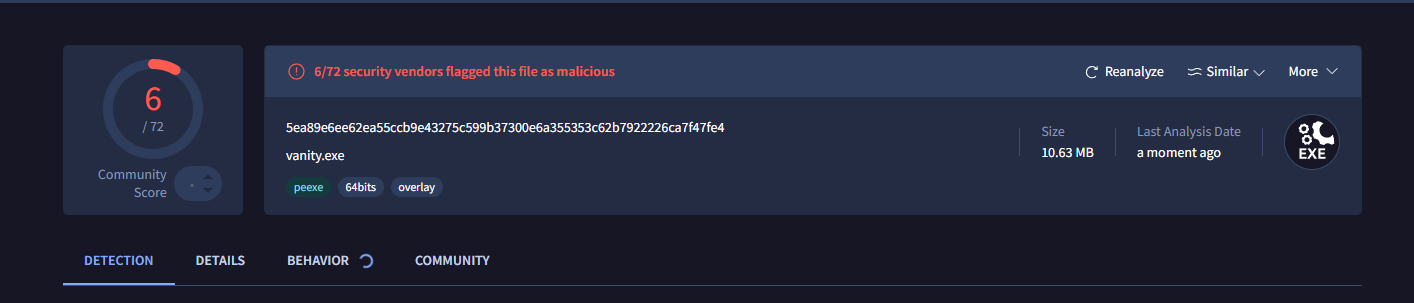 6/72 security vendors flagged this file as malicious
Reanalyze Similar More
6
/ 72
Community
Score
5ea89e6ee62ea55ccb9e43275c599b37300e6a355353c62b7922226ca7f47fe4
vanity.exe
peexe 64bits overlay
Size
10.63 MB
Last Analysis Date
a moment ago
EXE
DETECTION DETAILS BEHAVIOR COMMUNITY